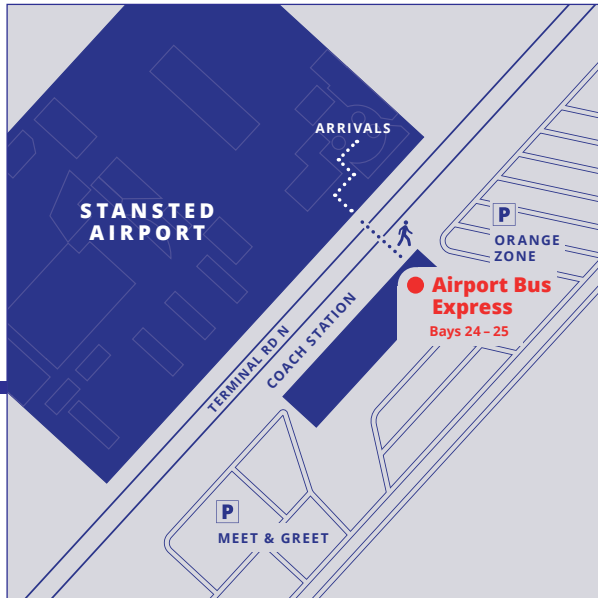 ARRIVALS
STANSTED
AIRPORT
P
ORANGE
ZONE
Airport Bus
Express
Bays 24 – 25
TERMINAL RD N
COACH STATION
P
MEET & GREET